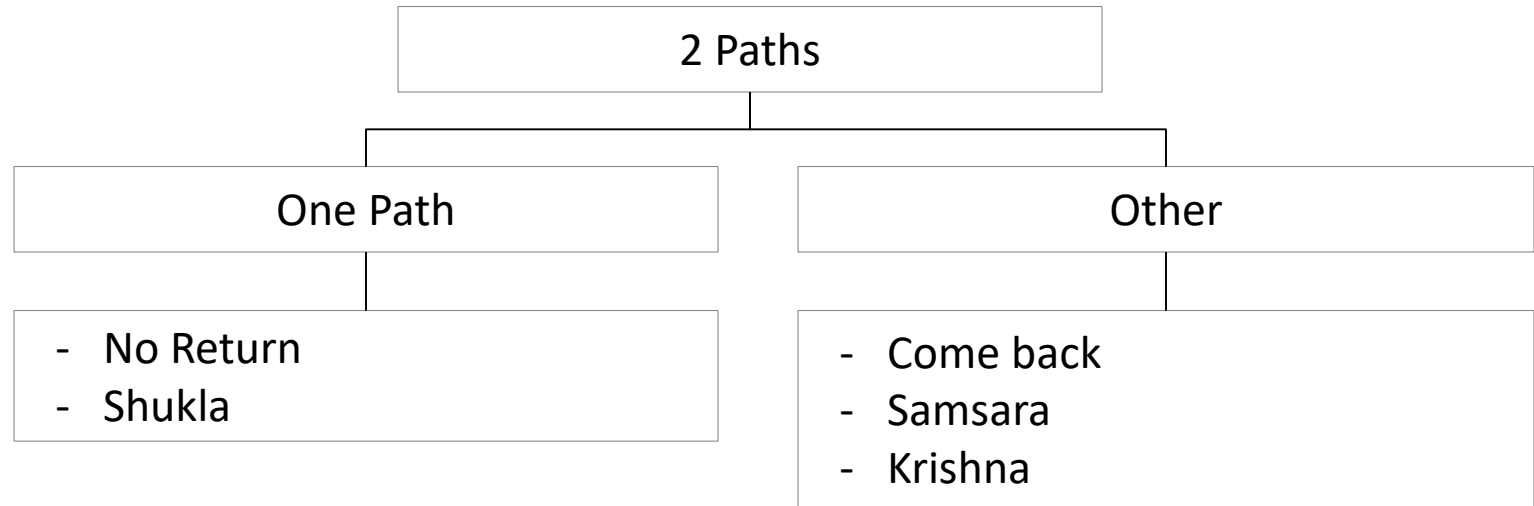 2 Paths
One Path
- No Return
- Shukla
Other
- Come back
- Samsara
- Krishna